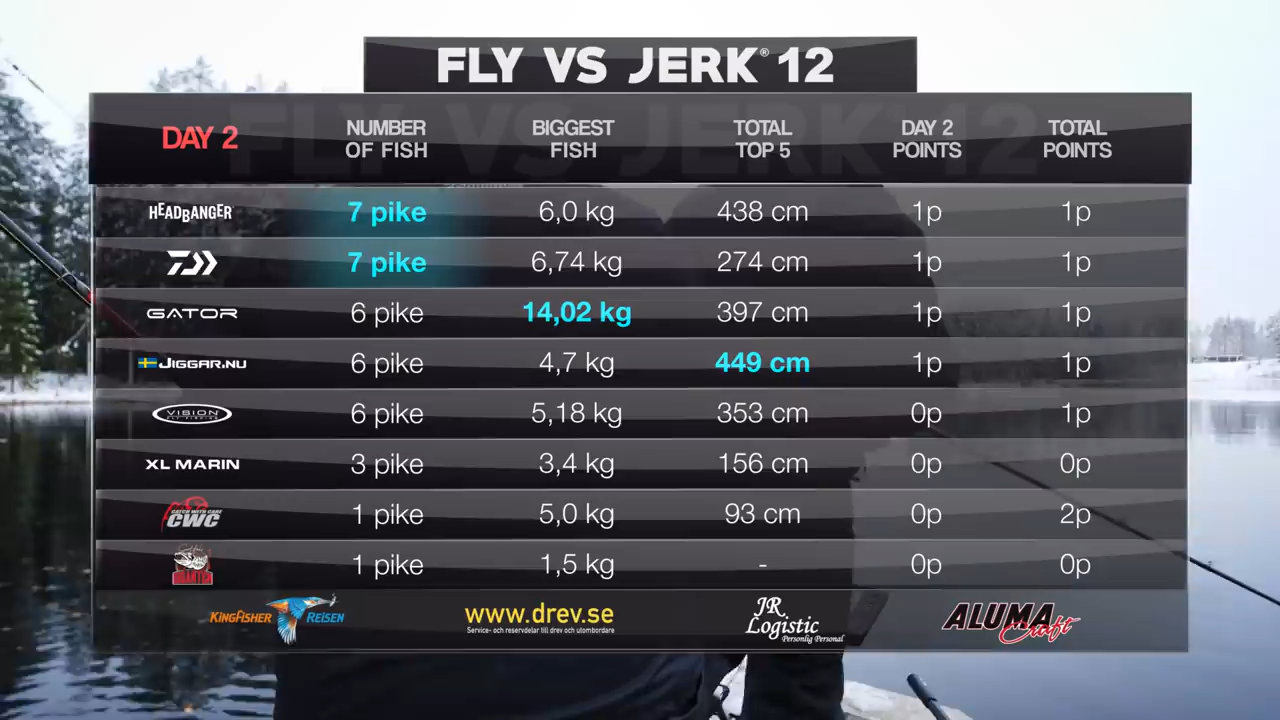 FLY VS JERK® 12
DAY 2
NUMBER OF FISH
BIGGEST FISH
TOTAL TOP 5
DAY 2 POINTS
TOTAL POINTS
HEADBANGER 7 pike 6,0 kg 438 cm 1p 1p
7 pike 6,74 kg 274 cm 1p 1p
GATOR 6 pike 14,02 kg 397 cm 1p 1p
JIGGAR.NU 6 pike 4,7 kg 449 cm 1p 1p
VISION FLY FISHING 6 pike 5,18 kg 353 cm 0p 1p
XL MARIN 3 pike 3,4 kg 156 cm 0p 0p
CATCH WITH CARE CWC 1 pike 5,0 kg 93 cm 0p 2p
1 pike 1,5 kg - 0p 0p
KINGFISHER REISEN
www.drev.se
Service- och reservdelar till drev och utombordare
JR. Logistic
Personlig Personal
ALUMA Craft